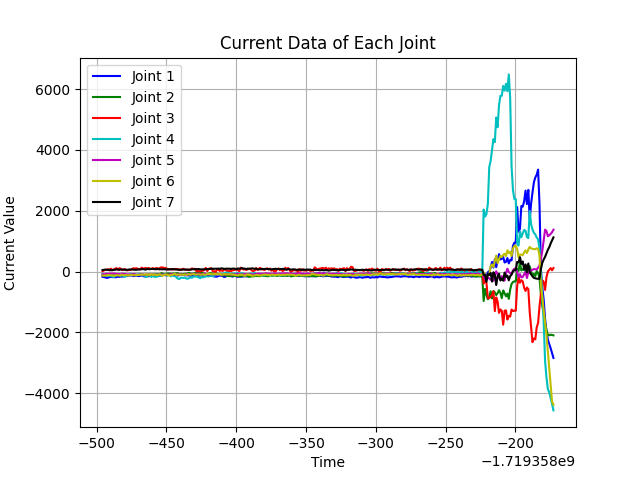 Current Data of Each Joint
Joint 1
Joint 2
Joint 3
Joint 4
Joint 5
Joint 6
Joint 7
6000
4000
2000
0
−2000
−4000
Current Value
−500
−450
−400
−350
−300
−250
−200
Time
−1.719358e9